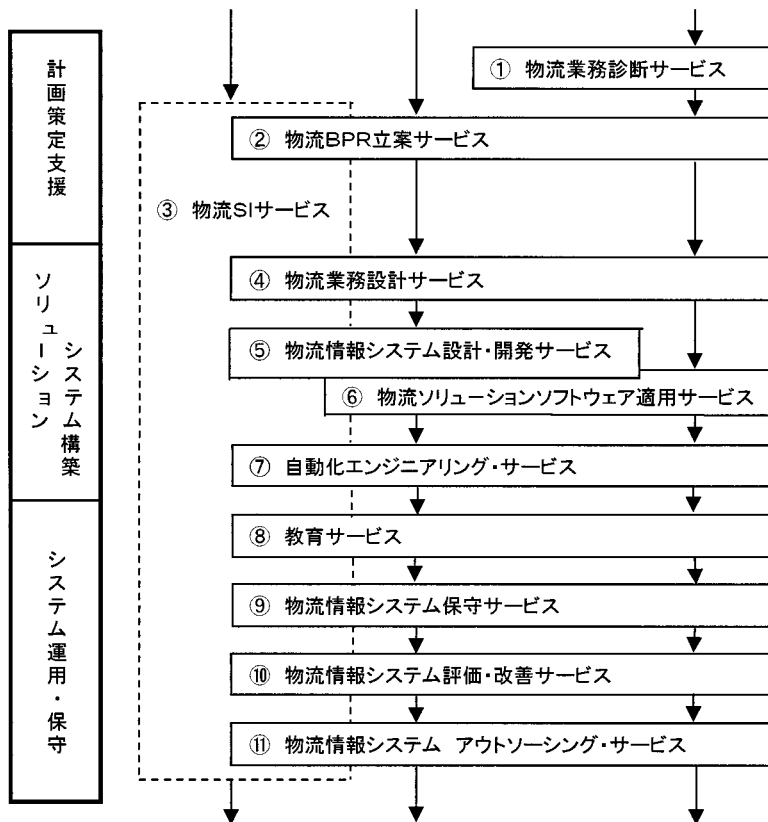 計画策定支援
ソリューション
システム構築
システム運用・保守
① 物流業務診断サービス
② 物流BPR立案サービス
③ 物流SIサービス
④ 物流業務設計サービス
⑤ 物流情報システム設計・開発サービス
⑥ 物流ソリューションソフトウェア適用サービス
⑦ 自動化エンジニアリング・サービス
⑧ 教育サービス
⑨ 物流情報システム保守サービス
⑩ 物流情報システム評価・改善サービス
⑪ 物流情報システム アウトソーシング・サービス